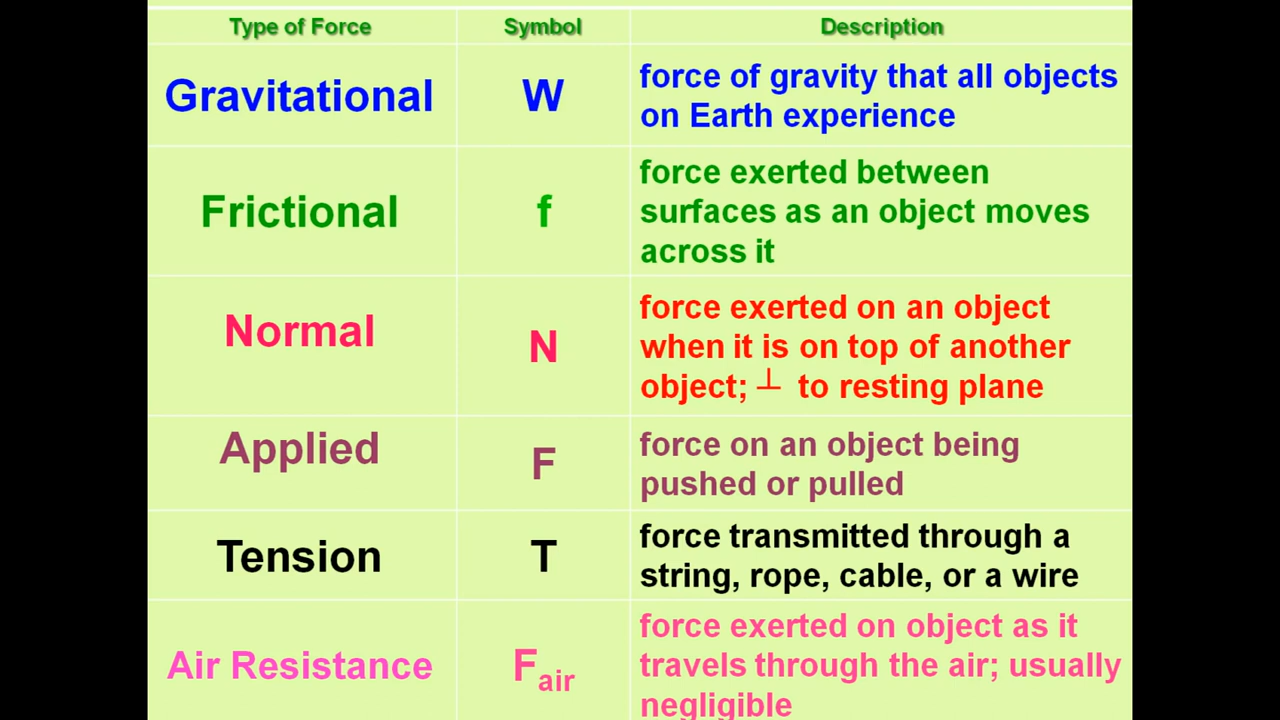 Type of Force Symbol Description
Gravitational W force of gravity that all objects
on Earth experience
Frictional f force exerted between
surfaces as an object moves
across it
Normal N force exerted on an object
when it is on top of another
object; ⊥ to resting plane
Applied F force on an object being
pushed or pulled
Tension T force transmitted through a
string, rope, cable, or a wire
Air Resistance Fair force exerted on object as it
travels through the air; usually
negligible